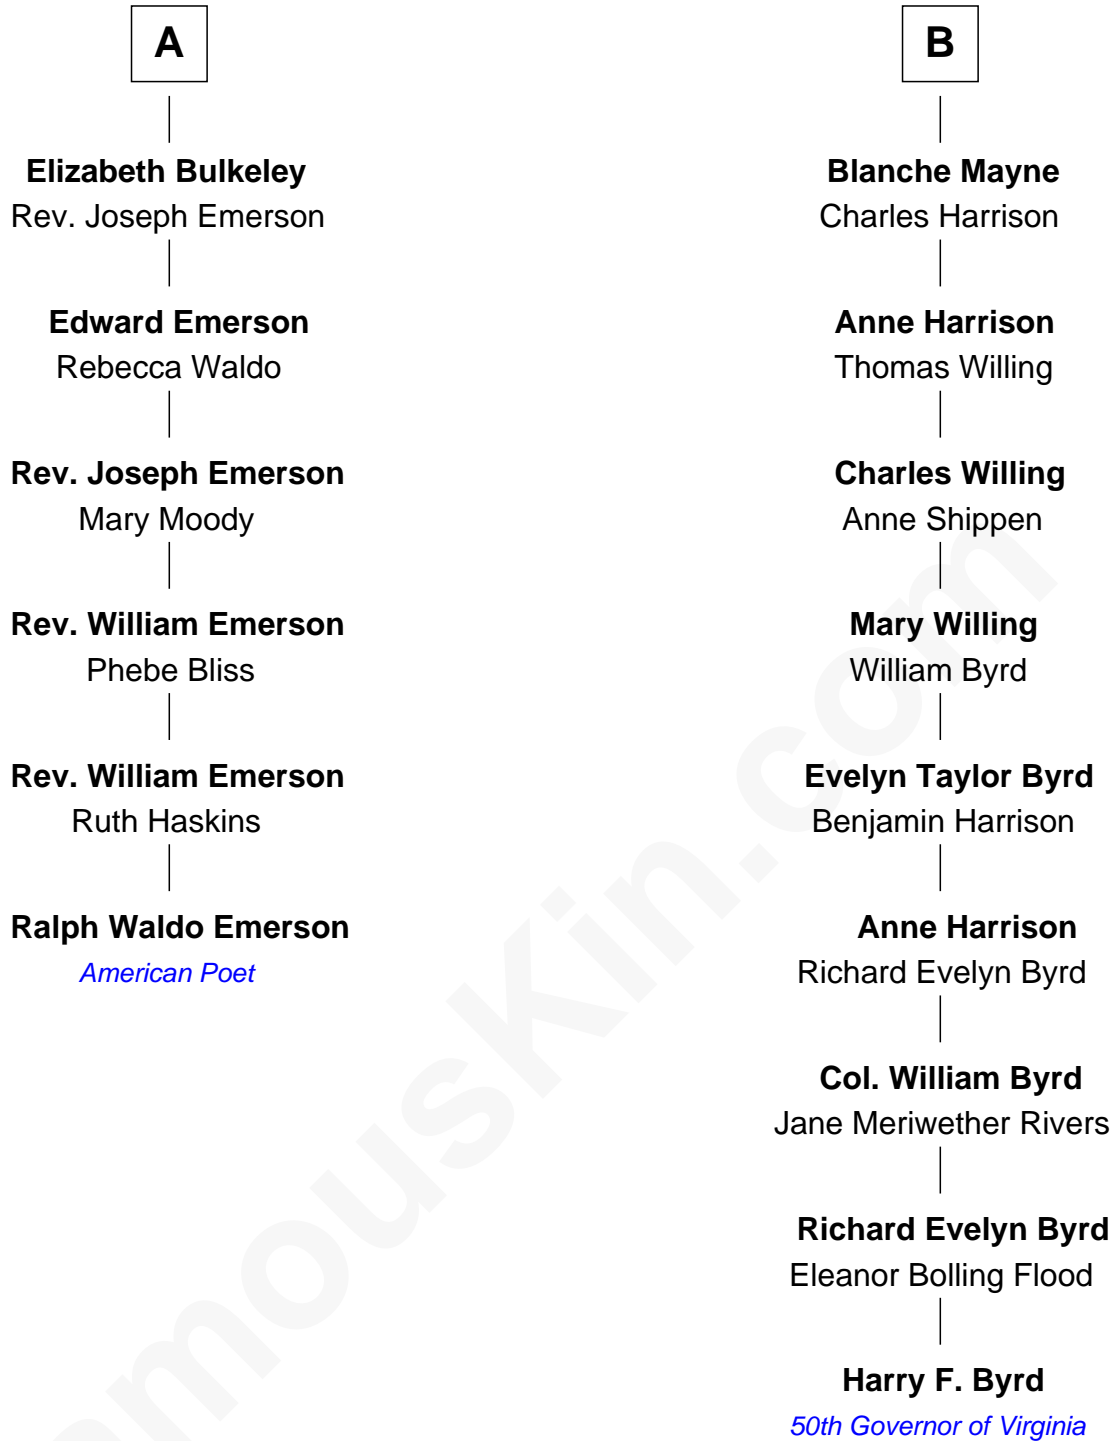 A
Elizabeth Bulkeley
Rev. Joseph Emerson
Edward Emerson
Rebecca Waldo
Rev. Joseph Emerson
Mary Moody
Rev. William Emerson
Phebe Bliss
Rev. William Emerson
Ruth Haskins
Ralph Waldo Emerson
American Poet
B
Blanche Mayne
Charles Harrison
Anne Harrison
Thomas Willing
Charles Willing
Anne Shippen
Mary Willing
William Byrd
Evelyn Taylor Byrd
Benjamin Harrison
Anne Harrison
Richard Evelyn Byrd
Col. William Byrd
Jane Meriwether Rivers
Richard Evelyn Byrd
Eleanor Bolling Flood
Harry F. Byrd
50th Governor of Virginia
amouskin.com